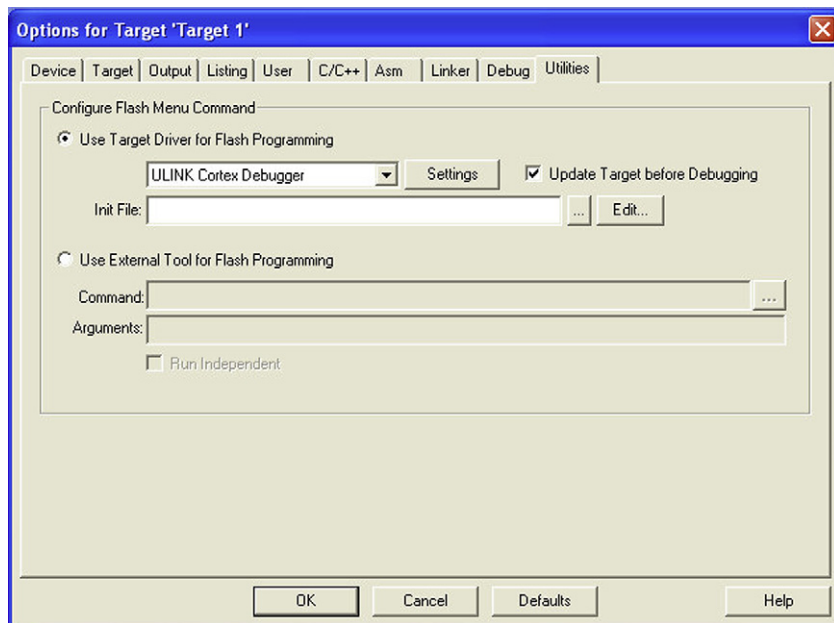 Options for Target 'Target 1'
Device Target Output Listing User C/C++ Asm Linker Debug Utilities
Configure Flash Menu Command
Use Target Driver for Flash Programming
ULINK Cortex Debugger Settings Update Target before Debugging
Init File: ... Edit...
Use External Tool for Flash Programming
Command: ...
Arguments:
Run Independent
OK Cancel Defaults Help